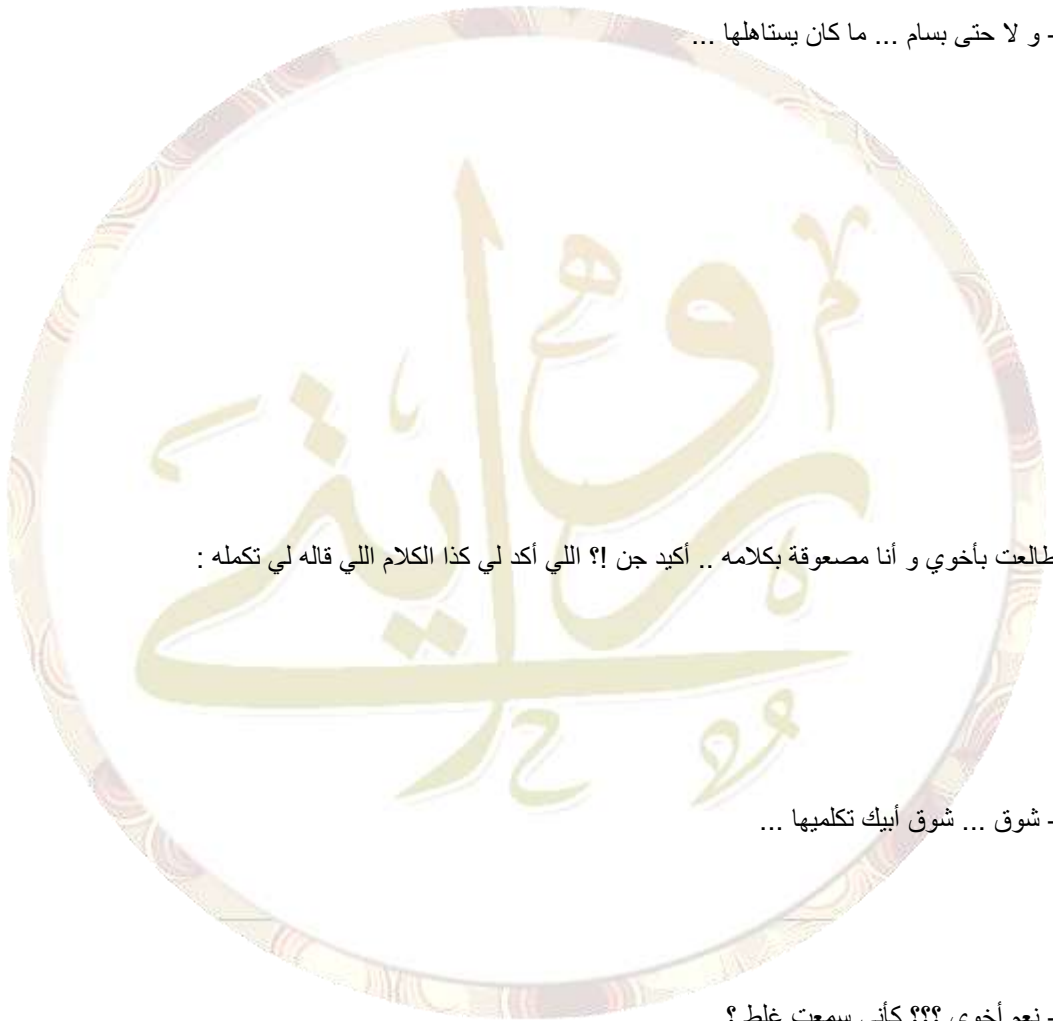 - و لا حتى بسام ... ما كان يستاهلها ...
طالعت بأخوي و أنا مصعوقة بكلامه .. أكيد جن !؟ اللي أكد لي كذا الكلام اللي قاله لي تكمله :
روايتي
- شوق ... شوق أبيك تكلميها ...
- نعم أخوي ؟؟؟ كأني سمعت غلط ؟